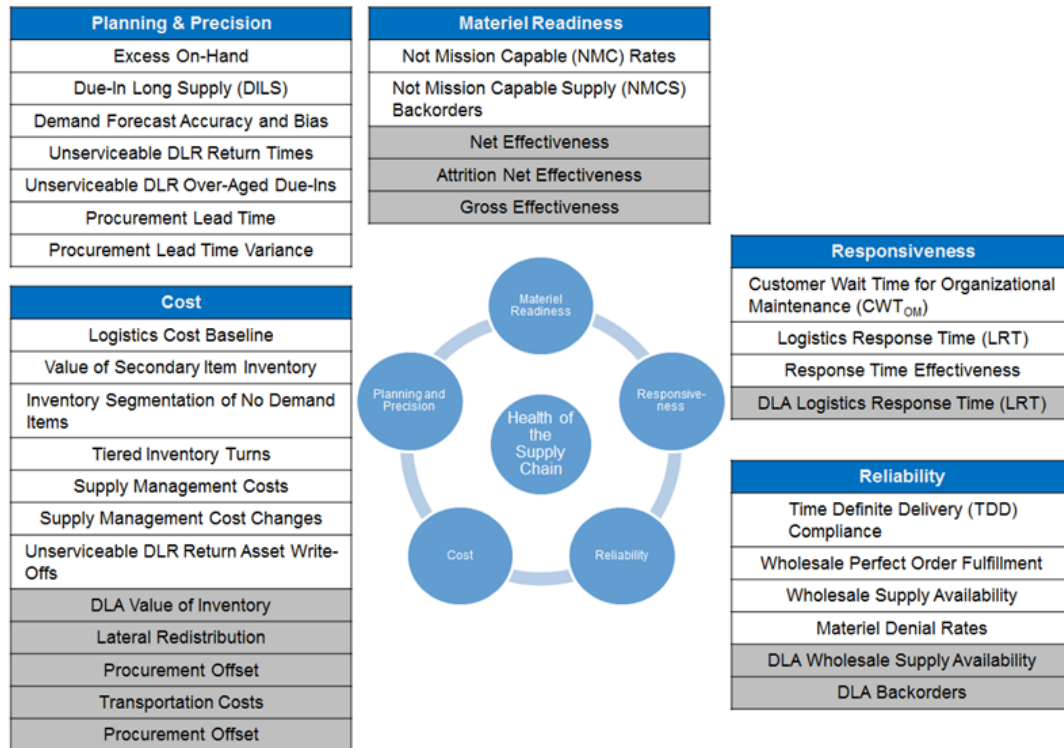 Planning & Precision
Excess On-Hand
Due-In Long Supply (DILS)
Demand Forecast Accuracy and Bias
Unserviceable DLR Return Times
Unserviceable DLR Over-Aged Due-Ins
Procurement Lead Time
Procurement Lead Time Variance
Materiel Readiness
Not Mission Capable (NMC) Rates
Not Mission Capable Supply (NMCS)
Backorders
Net Effectiveness
Attrition Net Effectiveness
Gross Effectiveness
Responsiveness
Customer Wait Time for Organizational
Maintenance (CWTOM)
Logistics Response Time (LRT)
Response Time Effectiveness
DLA Logistics Response Time (LRT)
Cost
Logistics Cost Baseline
Value of Secondary Item Inventory
Inventory Segmentation of No Demand
Items
Tiered Inventory Turns
Supply Management Costs
Supply Management Cost Changes
Unserviceable DLR Return Asset Write-
Offs
DLA Value of Inventory
Lateral Redistribution
Procurement Offset
Transportation Costs
Procurement Offset
Materiel
Readiness
Planning and
Precision
Responsive-
ness
Health of
the
Supply
Chain
Cost
Reliability
Reliability
Time Definite Delivery (TDD)
Compliance
Wholesale Perfect Order Fulfillment
Wholesale Supply Availability
Materiel Denial Rates
DLA Wholesale Supply Availability
DLA Backorders